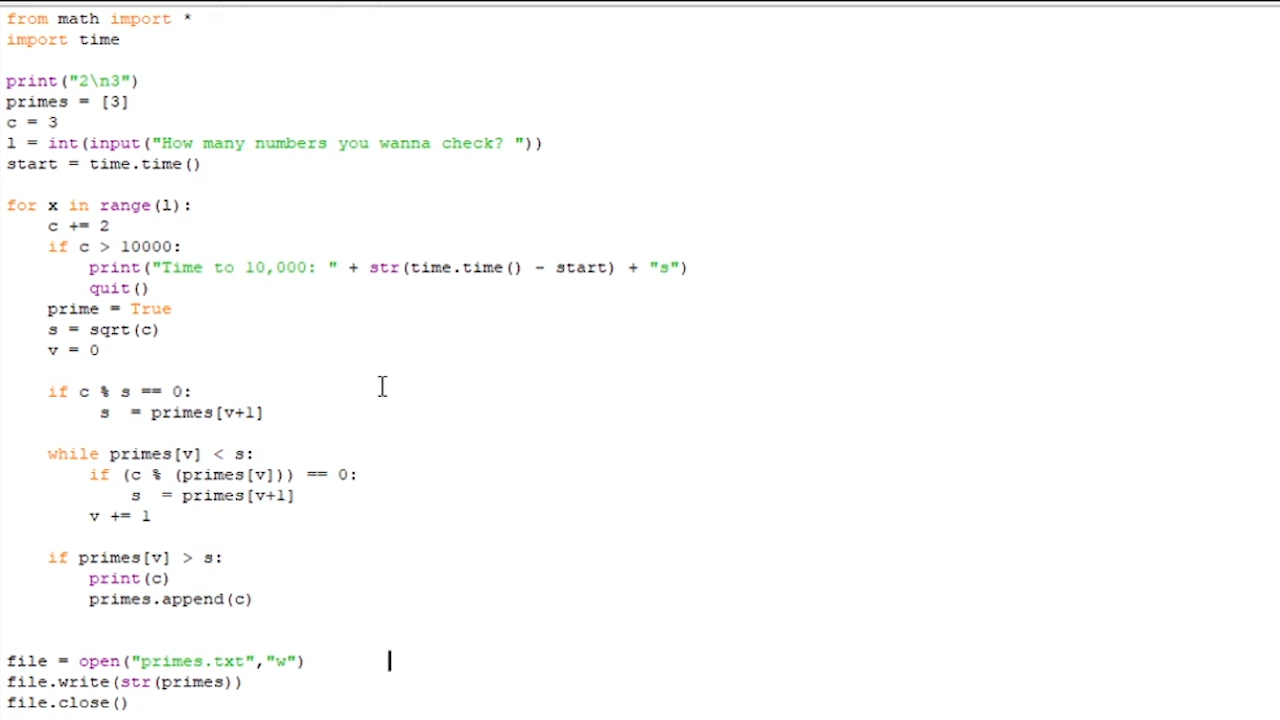 from math import *
import time

print("2\n3")
primes = [3]
c = 3
l = int(input("How many numbers you wanna check? "))
start = time.time()

for x in range(l):
    c += 2
    if c > 10000:
        print("Time to 10,000: " + str(time.time() - start) + "s")
        quit()
    prime = True
    s = sqrt(c)
    v = 0

    if c % s == 0:
         s  = primes[v+1]

    while primes[v] < s:
        if (c % (primes[v])) == 0:
            s  = primes[v+1]
        v += 1

    if primes[v] > s:
        print(c)
        primes.append(c)


file = open("primes.txt","w")
file.write(str(primes))
file.close()